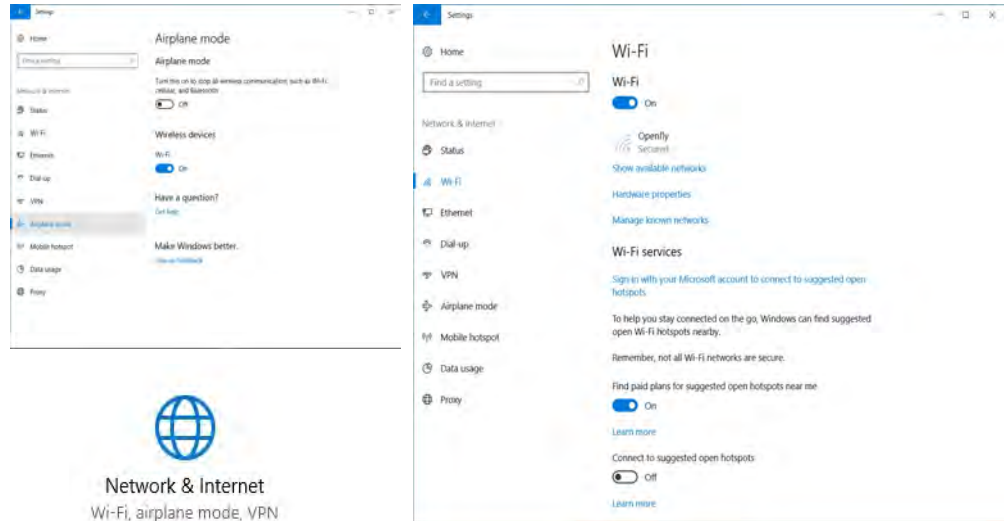 Settings
Home
Find a setting
Network & Internet
Status
Wi-Fi
Ethernet
Dial-up
VPN
Airplane mode
Mobile hotspot
Data usage
Proxy
Airplane mode
Airplane mode
Turn this on to stop all wireless communication, such as Wi-Fi,
cellular, and Bluetooth
Off
Wireless devices
Wi-Fi
On
Have a question?
Get help
Make Windows better.
Give us feedback
Network & Internet
Wi-Fi, airplane mode, VPN
Settings
Home
Find a setting
Network & Internet
Status
Wi-Fi
Ethernet
Dial-up
VPN
Airplane mode
Mobile hotspot
Data usage
Proxy
Wi-Fi
Wi-Fi
On
Openfly
Secured
Show available networks
Hardware properties
Manage known networks
Wi-Fi services
Sign in with your Microsoft account to connect to suggested open
hotspots
To help you stay connected on the go, Windows can find suggested
open Wi-Fi hotspots nearby.
Remember, not all Wi-Fi networks are secure.
Find paid plans for suggested open hotspots near me
On
Learn more
Connect to suggested open hotspots
Off
Learn more